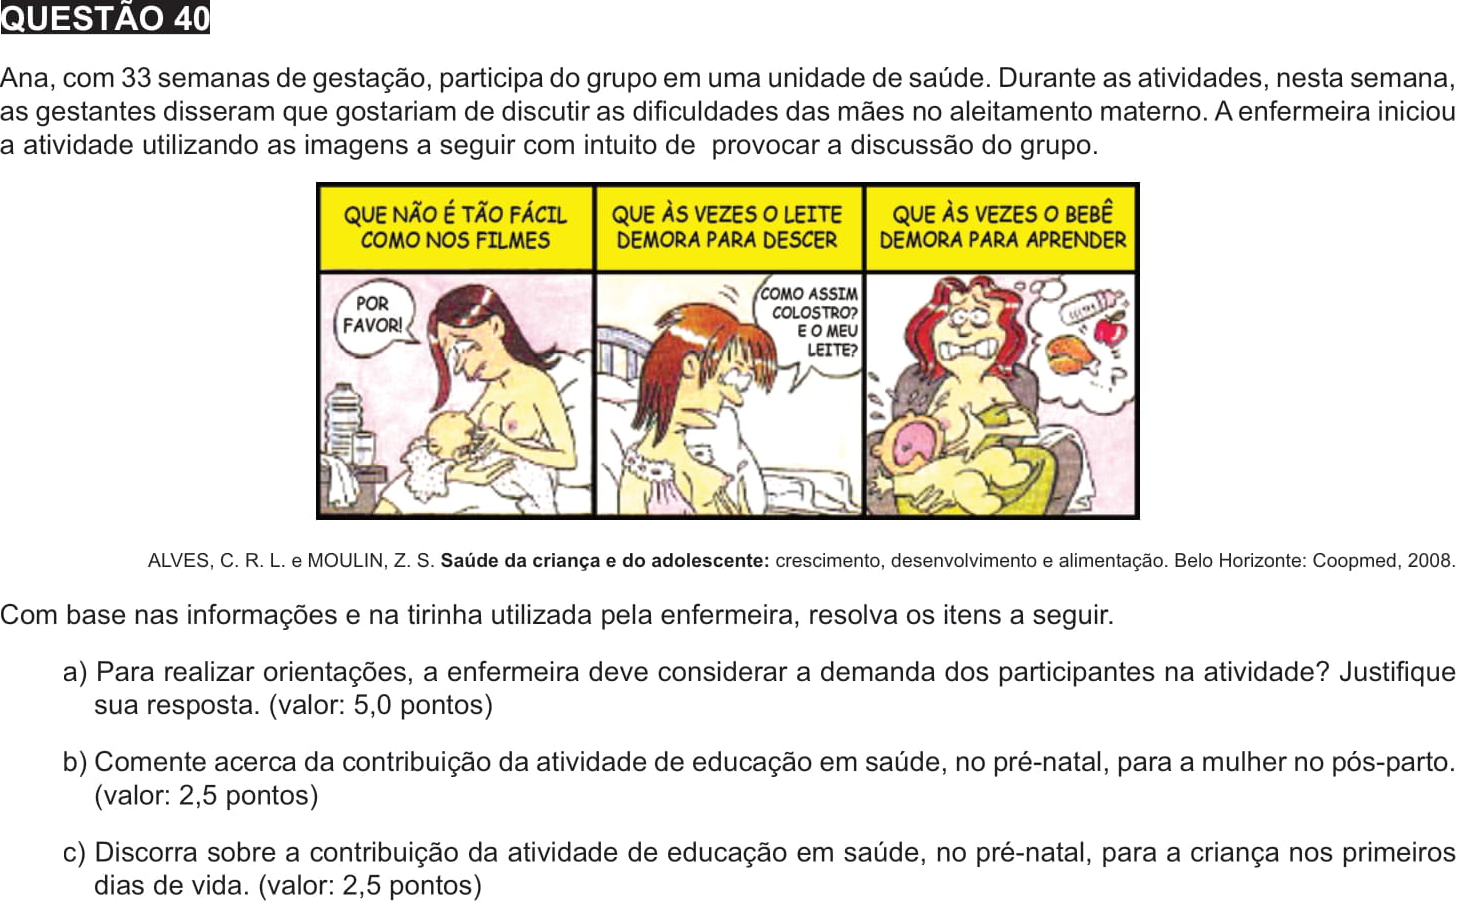 QUESTÃO 40
Ana, com 33 semanas de gestação, participa do grupo em uma unidade de saúde. Durante as atividades, nesta semana,
as gestantes disseram que gostariam de discutir as dificuldades das mães no aleitamento materno. A enfermeira iniciou
a atividade utilizando as imagens a seguir com intuito de provocar a discussão do grupo.
QUE NÃO É TÃO FÁCIL
COMO NOS FILMES
POR
FAVOR!
QUE ÀS VEZES O LEITE
DEMORA PARA DESCER
COMO ASSIM
COLOSTRO?
E O MEU
LEITE?
QUE ÀS VEZES O BEBÊ
DEMORA PARA APRENDER
ALVES, C. R. L. e MOULIN, Z. S. Saúde da criança e do adolescente: crescimento, desenvolvimento e alimentação. Belo Horizonte: Coopmed, 2008.
Com base nas informações e na tirinha utilizada pela enfermeira, resolva os itens a seguir.
a) Para realizar orientações, a enfermeira deve considerar a demanda dos participantes na atividade? Justifique
sua resposta. (valor: 5,0 pontos)
b) Comente acerca da contribuição da atividade de educação em saúde, no pré-natal, para a mulher no pós-parto.
(valor: 2,5 pontos)
c) Discorra sobre a contribuição da atividade de educação em saúde, no pré-natal, para a criança nos primeiros
dias de vida. (valor: 2,5 pontos)